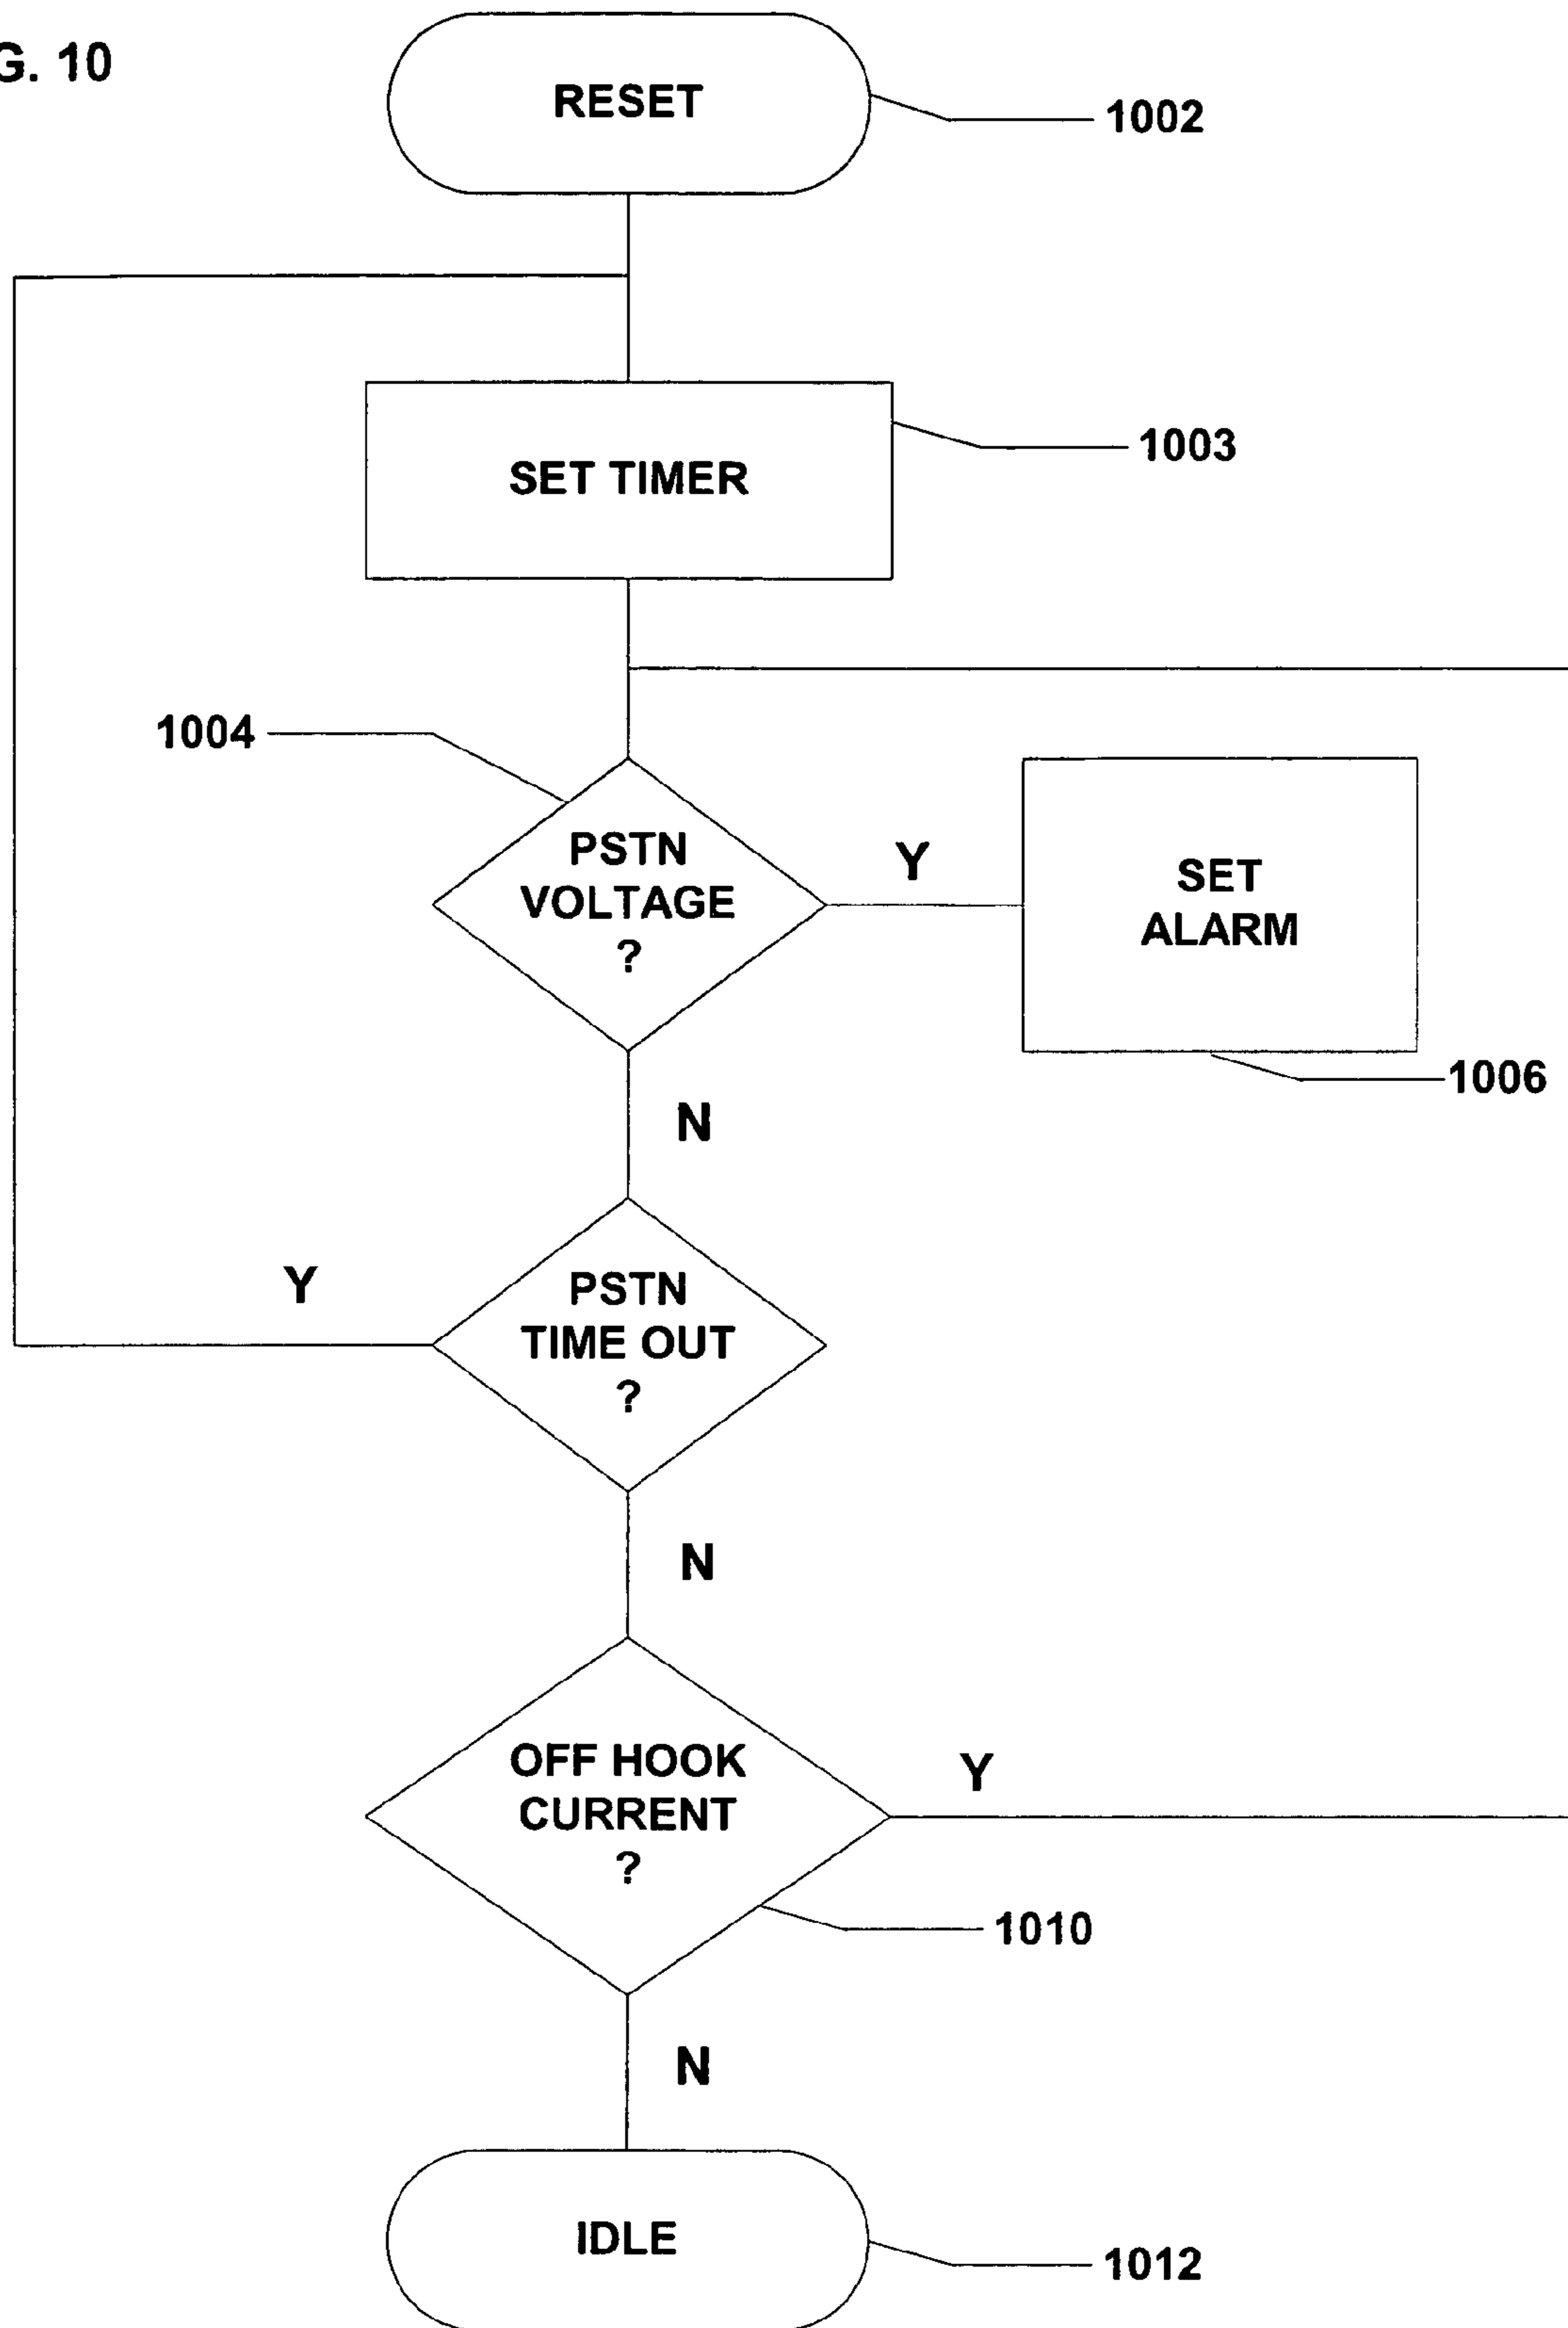 G. 10
RESET
1002
SET TIMER
1003
1004
PSTN
VOLTAGE
?
Y
SET
ALARM
1006
N
PSTN
TIME OUT
?
Y
N
OFF HOOK
CURRENT
?
Y
1010
N
IDLE
1012